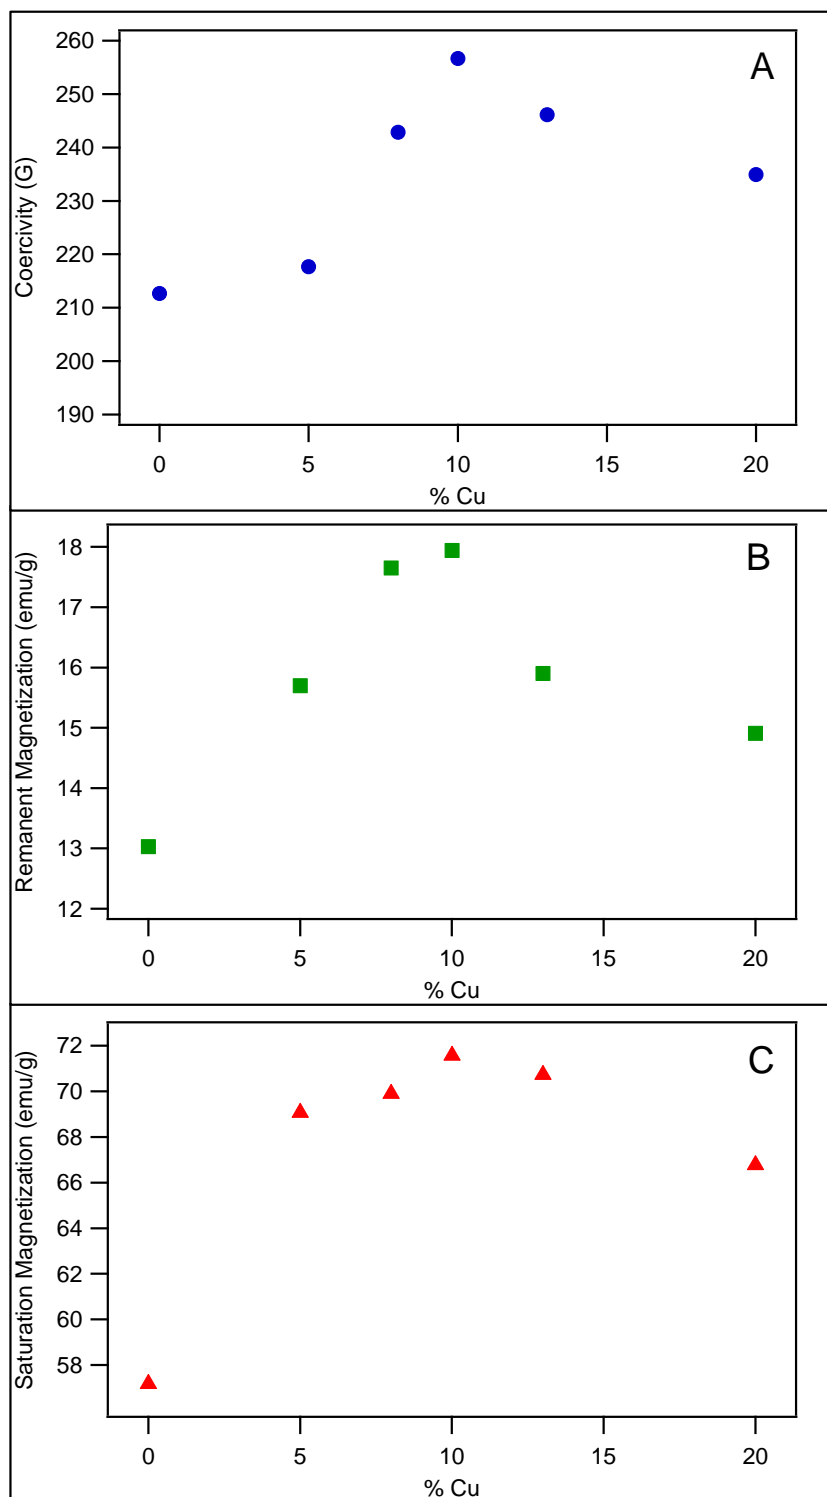 A
260
250
240
230
220
210
200
190
Coercivity (G)
0 5 10 15 20
% Cu
B
18
17
16
15
14
13
12
Remanent Magnetization (emu/g)
0 5 10 15 20
% Cu
C
72
70
68
66
64
62
60
58
Saturation Magnetization (emu/g)
0 5 10 15 20
% Cu